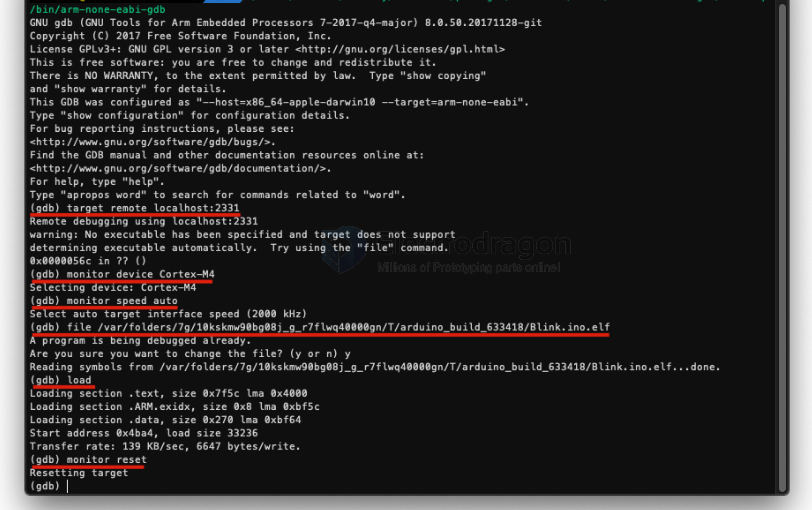 /bin/arm-none-eabi-gdb
GNU gdb (GNU Tools for Arm Embedded Processors 7-2017-q4-major) 8.0.50.20171128-git
Copyright (C) 2017 Free Software Foundation, Inc.
License GPLv3+: GNU GPL version 3 or later <http://gnu.org/licenses/gpl.html>
This is free software: you are free to change and redistribute it.
There is NO WARRANTY, to the extent permitted by law.  Type "show copying"
and "show warranty" for details.
This GDB was configured as "--host=x86_64-apple-darwin10 --target=arm-none-eabi".
Type "show configuration" for configuration details.
For bug reporting instructions, please see:
<http://www.gnu.org/software/gdb/bugs/>.
Find the GDB manual and other documentation resources online at:
<http://www.gnu.org/software/gdb/documentation/>.
For help, type "help".
Type "apropos word" to search for commands related to "word".
(gdb) target remote localhost:2331
Remote debugging using localhost:2331
warning: No executable has been specified and target does not support
determining executable automatically.  Try using the "file" command.
0x0000056c in ?? ()
(gdb) monitor device Cortex-M4
Selecting device: Cortex-M4
(gdb) monitor speed auto
Select auto target interface speed (2000 kHz)
(gdb) file /var/folders/7g/10kskmw90bg08j_g_r7flwq40000gn/T/arduino_build_633418/Blink.ino.elf
A program is being debugged already.
Are you sure you want to change the file? (y or n) y
Reading symbols from /var/folders/7g/10kskmw90bg08j_g_r7flwq40000gn/T/arduino_build_633418/Blink.ino.elf...done.
(gdb) load
Loading section .text, size 0x7f5c lma 0x4000
Loading section .ARM.exidx, size 0x8 lma 0xbf5c
Loading section .data, size 0x270 lma 0xbf64
Start address 0x4ba4, load size 33236
Transfer rate: 139 KB/sec, 6647 bytes/write.
(gdb) monitor reset
Resetting target
(gdb)
Millions of Prototyping parts online!